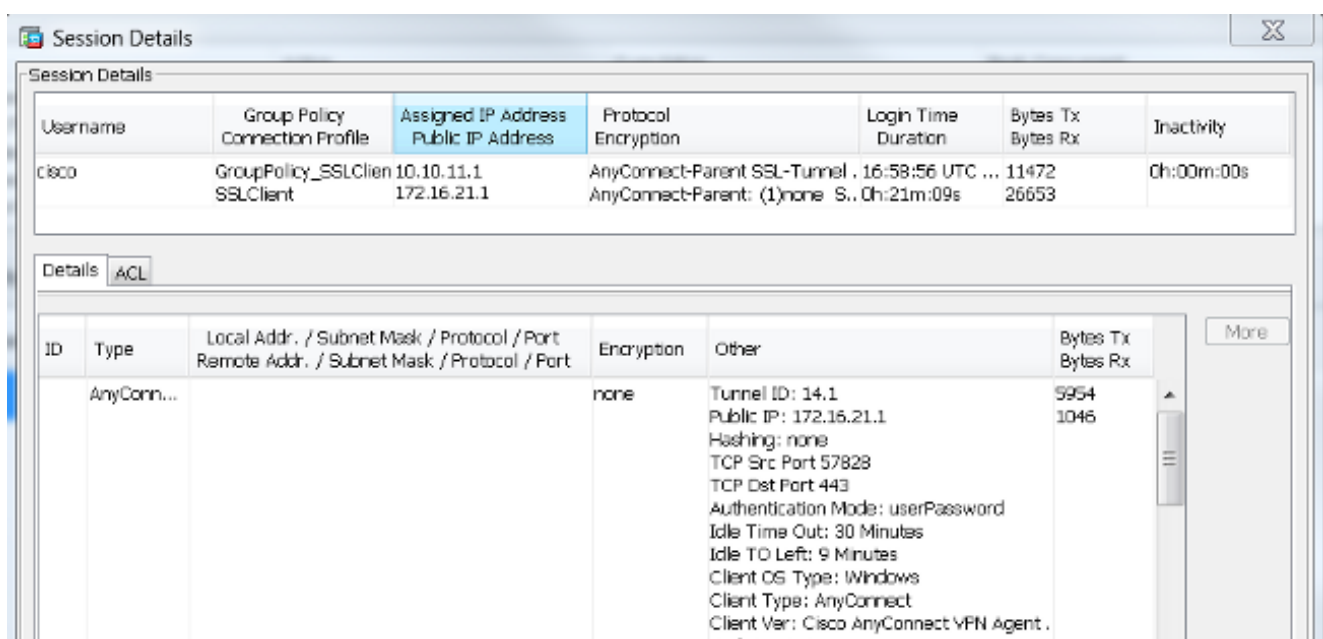 Session Details
Session Details
Username
Group Policy
Connection Profile
Assigned IP Address
Public IP Address
Protocol
Encryption
Login Time
Duration
Bytes Tx
Bytes Rx
Inactivity
cisco
GroupPolicy_SSLClien
SSLClient
10.10.11.1
172.16.21.1
AnyConnect-Parent SSL-Tunnel .
AnyConnect-Parent: (1)none S..
16:58:56 UTC ...
0h:21m:09s
11472
26653
0h:00m:00s
Details ACL
ID
Type
Local Addr. / Subnet Mask / Protocol / Port
Remote Addr. / Subnet Mask / Protocol / Port
Encryption
Other
Bytes Tx
Bytes Rx
More
AnyConn...
none
Tunnel ID: 14.1
Public IP: 172.16.21.1
Hashing: none
TCP Src Port 57828
TCP Dst Port 443
Authentication Mode: userPassword
Idle Time Out: 30 Minutes
Idle TO Left: 9 Minutes
Client OS Type: Windows
Client Type: AnyConnect
Client Ver: Cisco AnyConnect VPN Agent .
5954
1046